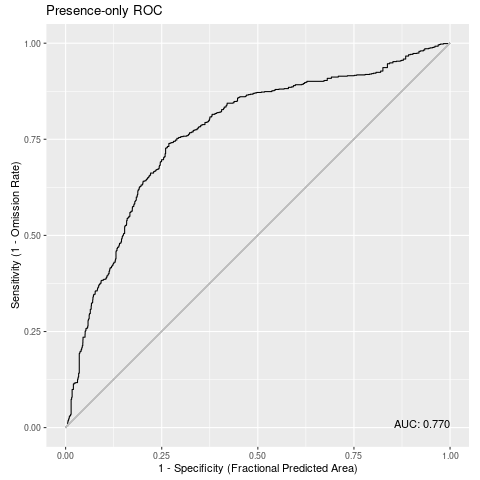 Presence-only ROC
Sensitivity (1 - Omission Rate)
1.00
0.75
0.50
0.25
0.00
AUC: 0.770
0.00 0.25 0.50 0.75 1.00
1 - Specificity (Fractional Predicted Area)